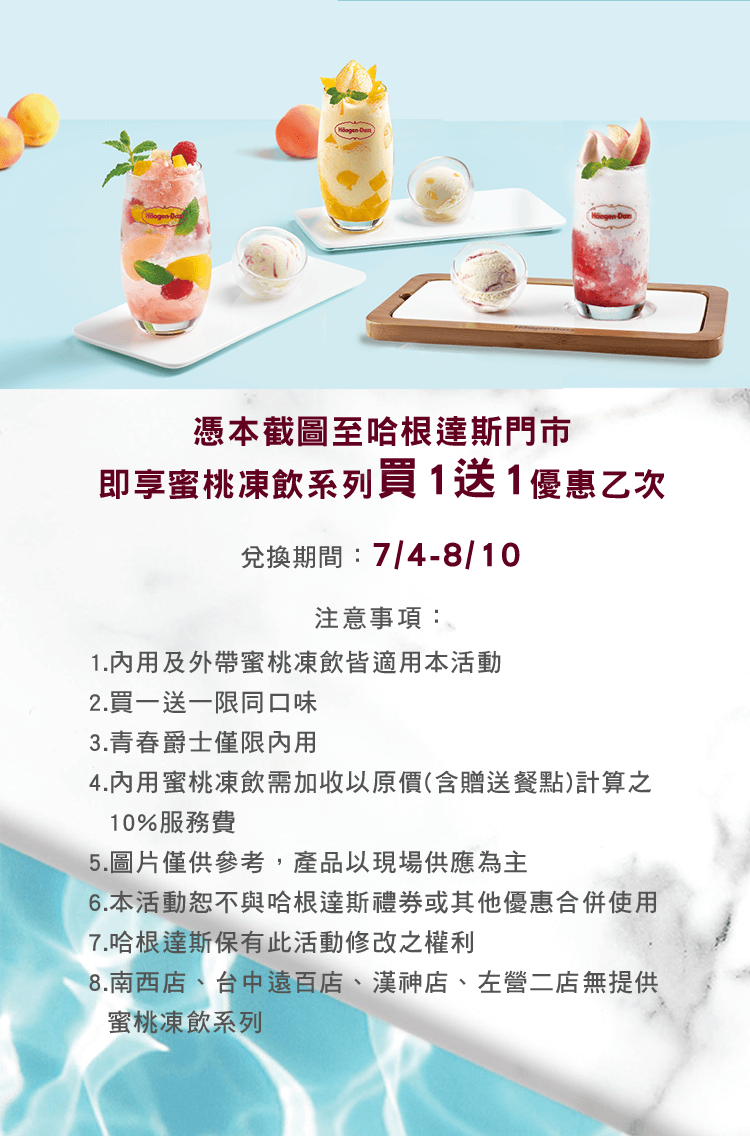 Häagen-Dazs
Häagen-Dazs
Häagen-Dazs
憑本截圖至哈根達斯門市
即享蜜桃凍飲系列買1送1優惠乙次
兌換期間：7/4-8/10
注意事項：
1.內用及外帶蜜桃凍飲皆適用本活動
2.買一送一限同口味
3.青春爵士僅限內用
4.內用蜜桃凍飲需加收以原價(含贈送餐點)計算之
10%服務費
5.圖片僅供參考，產品以現場供應為主
6.本活動恕不與哈根達斯禮券或其他優惠合併使用
7.哈根達斯保有此活動修改之權利
8.南西店、台中遠百店、漢神店、左營二店無提供
蜜桃凍飲系列